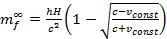 m_f^∞ = hH/c² (1 − √((c−v_const)/(c+v_const)))